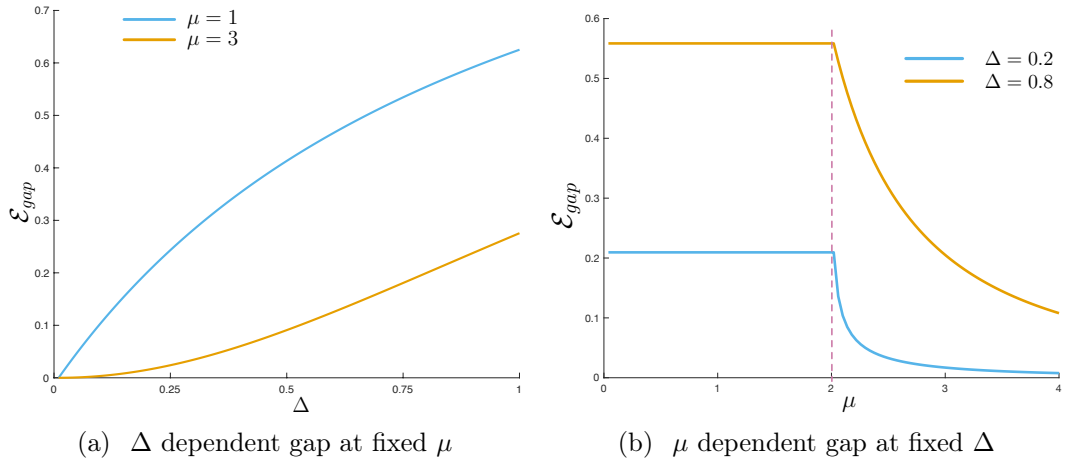 μ = 1
μ = 3
0.7
0.6
0.5
0.4
0.3
0.2
0.1
0
0 0.25 0.5 0.75 1
ℰgap
Δ
(a) Δ dependent gap at fixed μ
Δ = 0.2
Δ = 0.8
0.6
0.5
0.4
0.3
0.2
0.1
0
0 1 2 3 4
ℰgap
μ
(b) μ dependent gap at fixed Δ